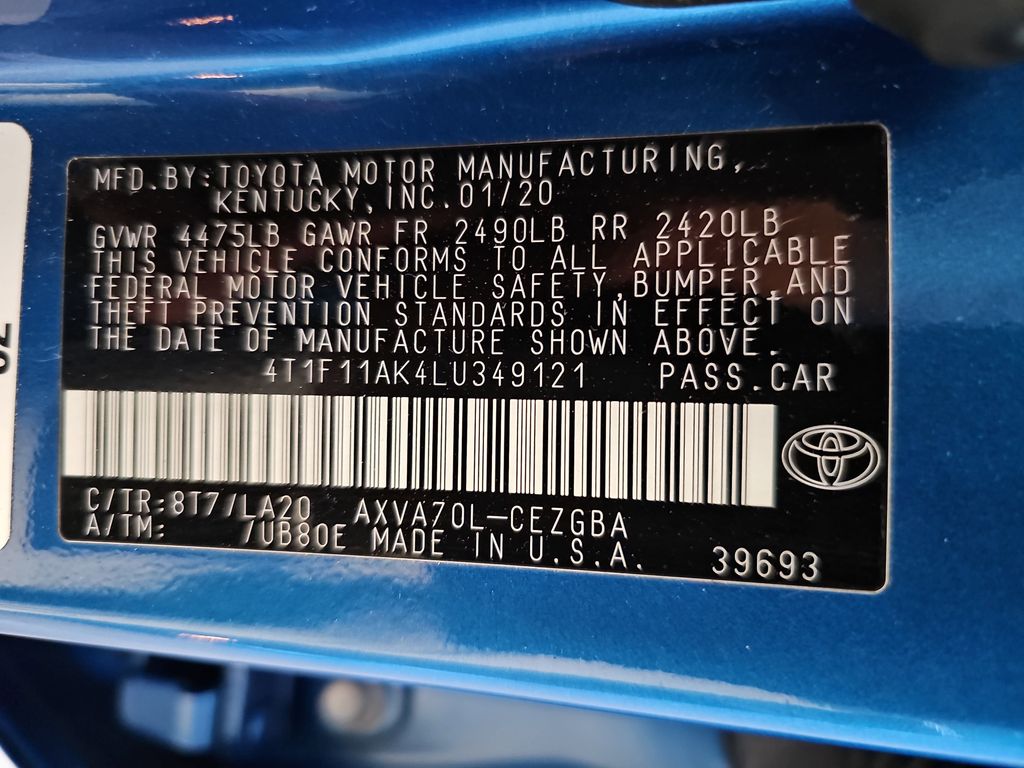 MFD.BY:TOYOTA MOTOR MANUFACTURING,
KENTUCKY,INC.01/20
GVWR 4475LB GAWR FR 2490LB RR 2420LB
THIS VEHICLE CONFORMS TO ALL APPLICABLE
FEDERAL MOTOR VEHICLE SAFETY,BUMPER,AND
THEFT PREVENTION STANDARDS IN EFFECT ON
THE DATE OF MANUFACTURE SHOWN ABOVE.
4T1F11AK4LU349121 PASS.CAR
C/TR:8T7/LA20 AXVA70L-CEZGBA
A/TM: /UB80E MADE IN U.S.A. 39693